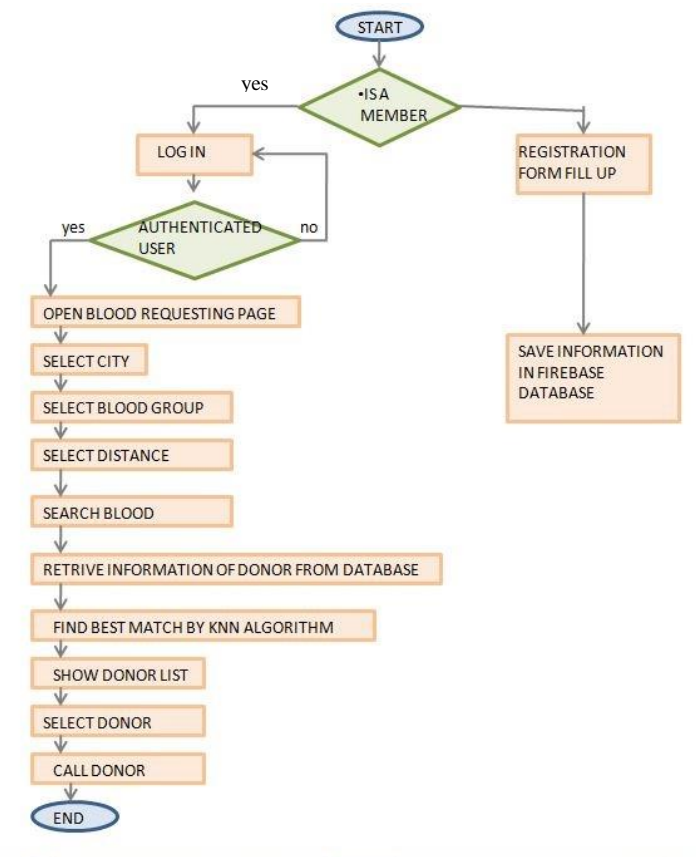 START
yes
•IS A
MEMBER
LOG IN
REGISTRATION
FORM FILL UP
yes
AUTHENTICATED
USER
no
OPEN BLOOD REQUESTING PAGE
SELECT CITY
SAVE INFORMATION
IN FIREBASE
DATABASE
SELECT BLOOD GROUP
SELECT DISTANCE
SEARCH BLOOD
RETRIVE INFORMATION OF DONOR FROM DATABASE
FIND BEST MATCH BY KNN ALGORITHM
SHOW DONOR LIST
SELECT DONOR
CALL DONOR
END